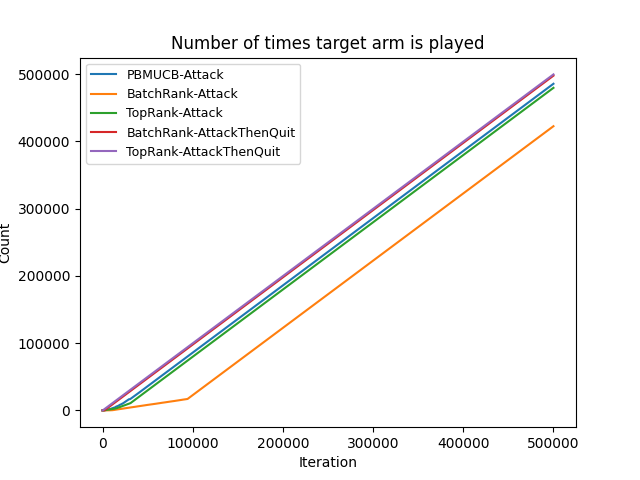 Number of times target arm is played
PBMUCB-Attack
BatchRank-Attack
TopRank-Attack
BatchRank-AttackThenQuit
TopRank-AttackThenQuit
500000
400000
300000
200000
100000
0
Count
0 100000 200000 300000 400000 500000
Iteration